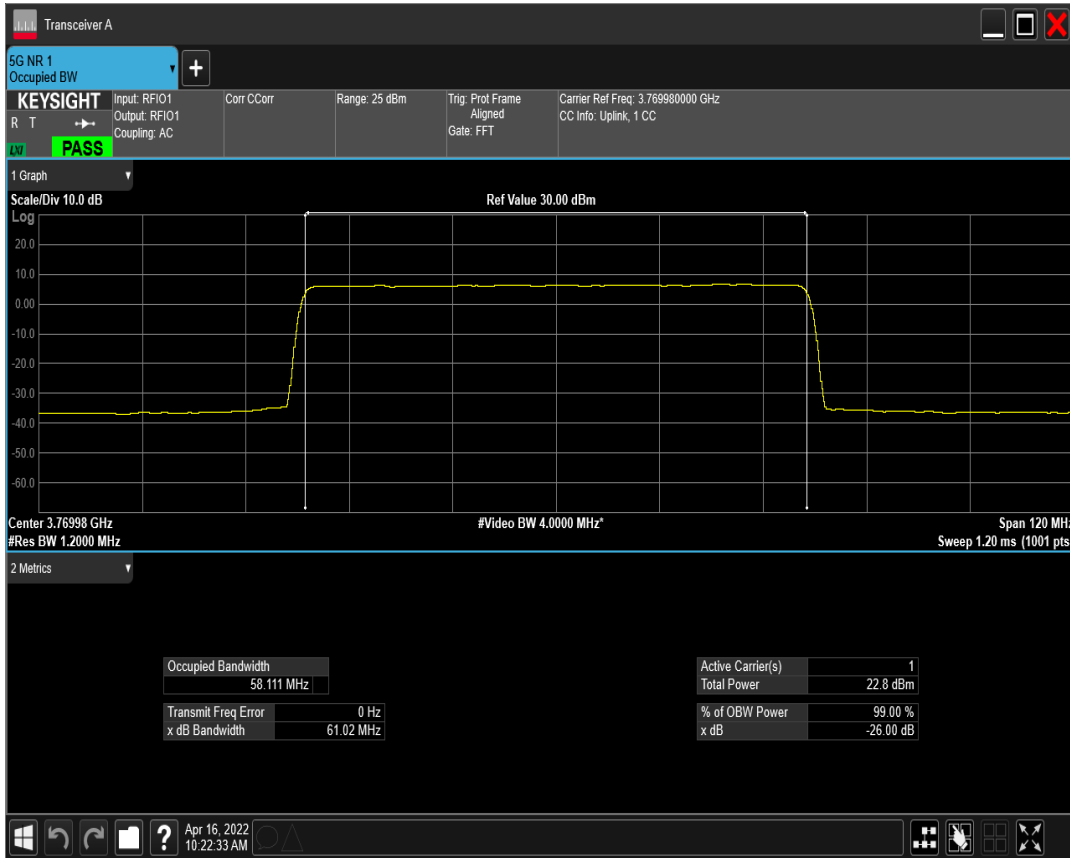 Transceiver A
5G NR 1
Occupied BW
+
KEYSIGHT
R T
LXI
PASS
Input: RFIO1
Output: RFIO1
Coupling: AC
Corr CCorr
Range: 25 dBm
Trig: Prot Frame
Aligned
Gate: FFT
Carrier Ref Freq: 3.769980000 GHz
CC Info: Uplink, 1 CC
1 Graph
Scale/Div 10.0 dB
Ref Value 30.00 dBm
Log
20.0
10.0
0.00
-10.0
-20.0
-30.0
-40.0
-50.0
-60.0
Center 3.76998 GHz
#Video BW 4.0000 MHz*
Span 120 MHz
#Res BW 1.2000 MHz
Sweep 1.20 ms (1001 pts
2 Metrics
Occupied Bandwidth
58.111 MHz
Transmit Freq Error 0 Hz
x dB Bandwidth 61.02 MHz
Active Carrier(s) 1
Total Power 22.8 dBm
% of OBW Power 99.00 %
x dB -26.00 dB
?
Apr 16, 2022
10:22:33 AM